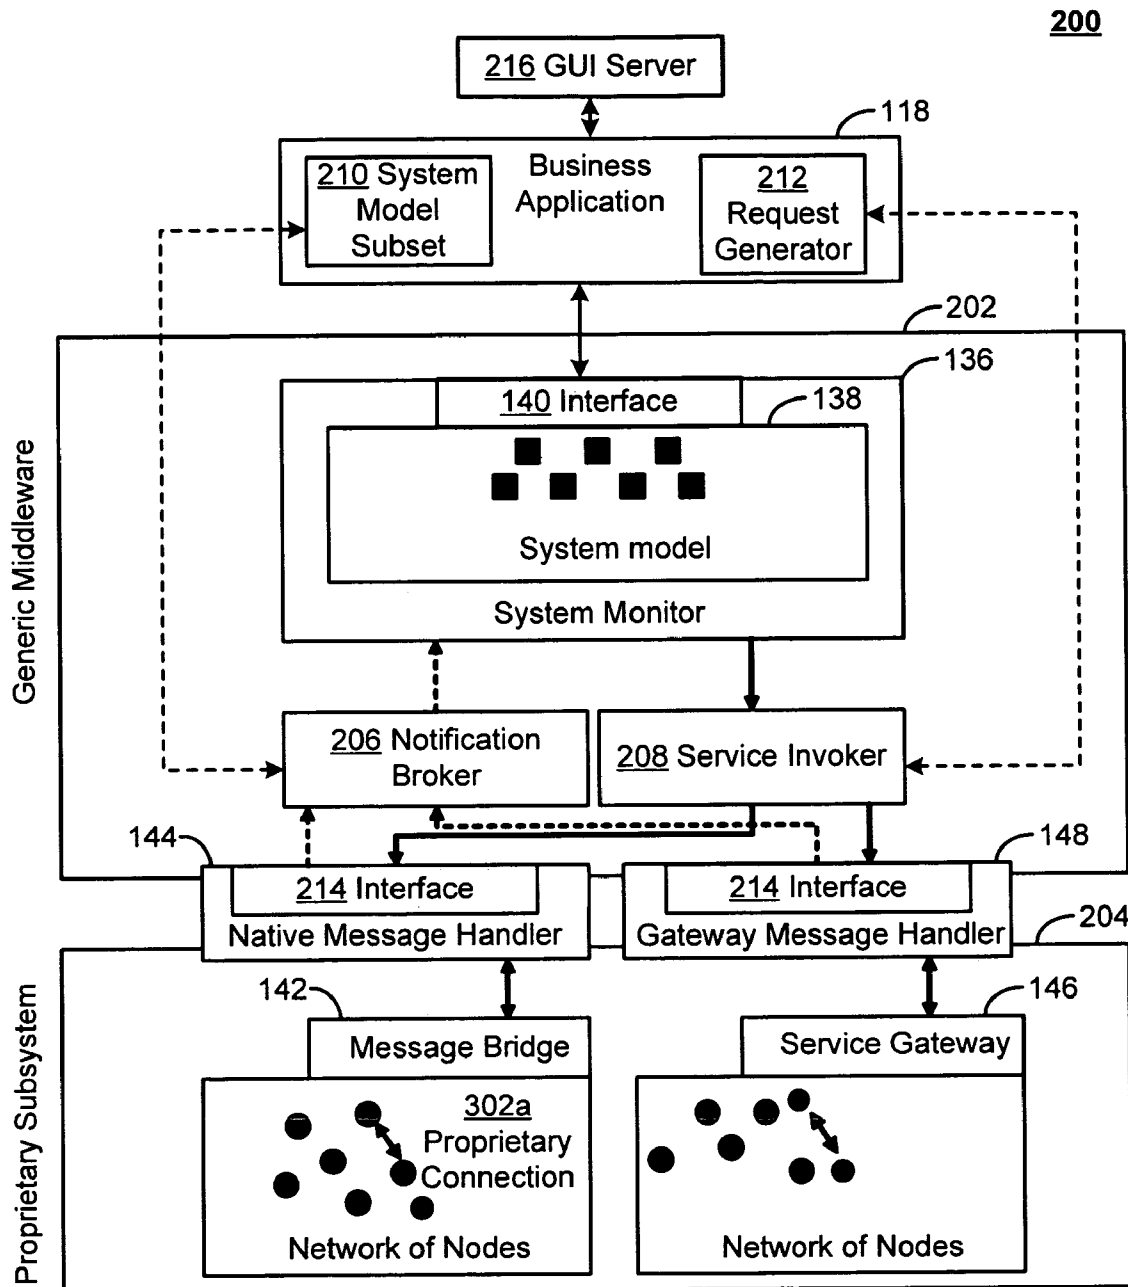 200
216 GUI Server
118
210 System
Model
Subset
Business
Application
212
Request
Generator
202
136
140 Interface
138
System model
System Monitor
Generic Middleware
206 Notification
Broker
208 Service Invoker
144
148
214 Interface
214 Interface
Native Message Handler
Gateway Message Handler
204
142
146
Message Bridge
Service Gateway
Proprietary Subsystem
302a
Proprietary
Connection
Network of Nodes
Network of Nodes